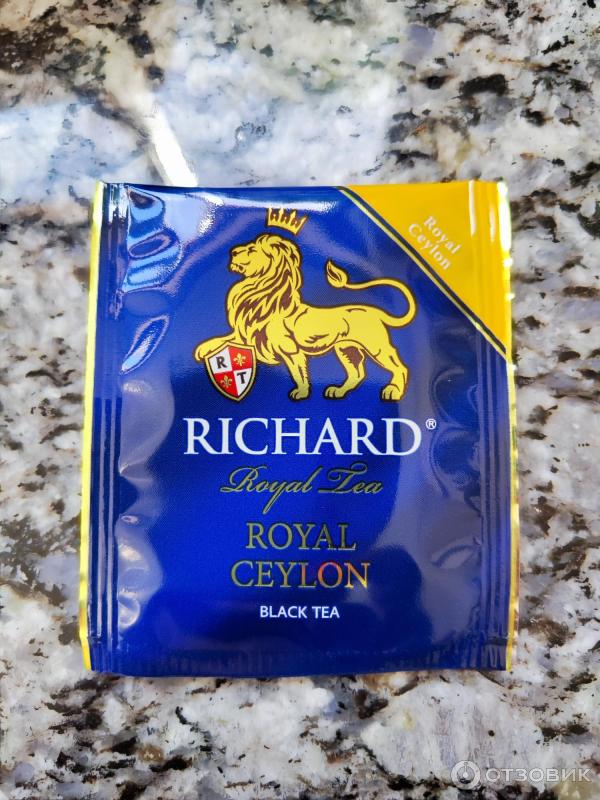 Royal
Ceylon
R
T
RICHARD®
Royal Tea
ROYAL
CEYLON
BLACK TEA
ОТЗОВИК